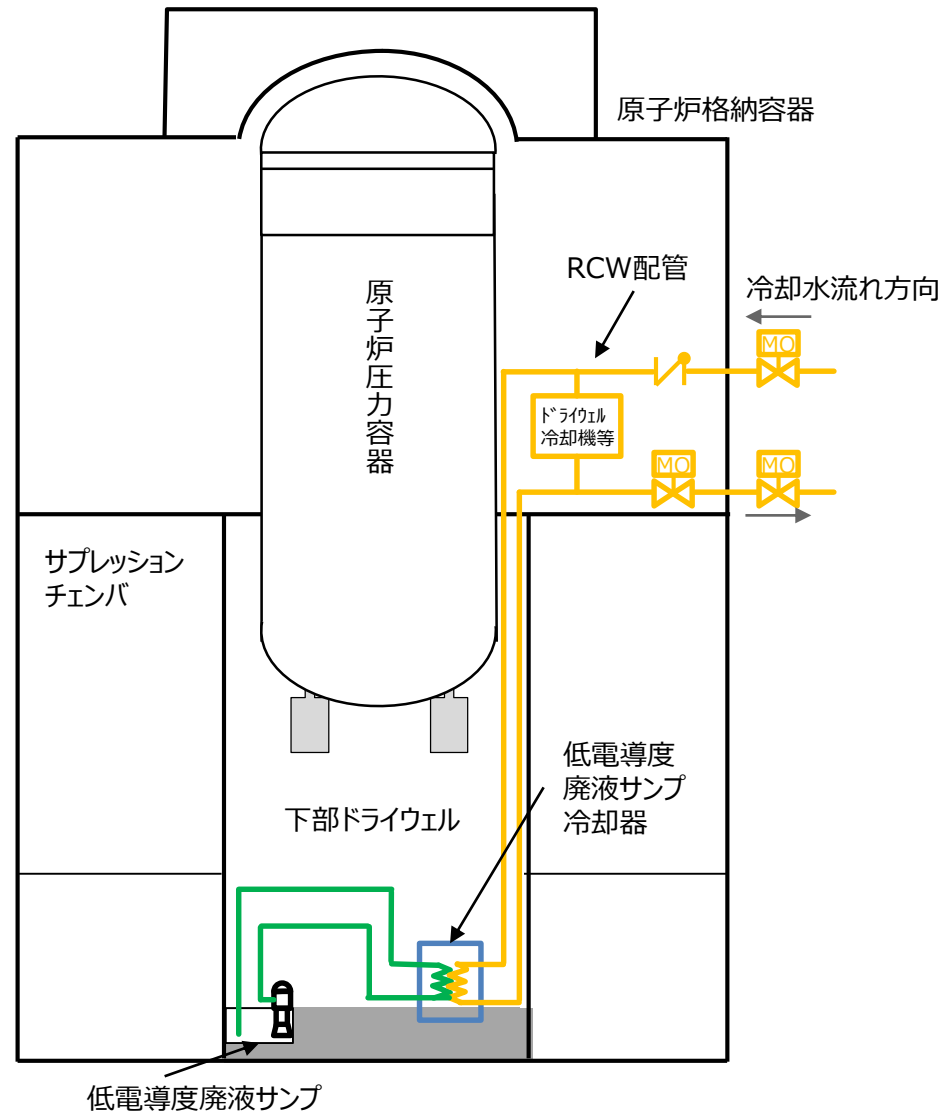 原子炉格納容器
RCW配管
冷却水流れ方向
原子炉圧力容器
MO
ドライウェル
冷却機等
MO
MO
サプレッション
チェンバ
低電導度
廃液サンプ
冷却器
下部ドライウェル
低電導度廃液サンプ